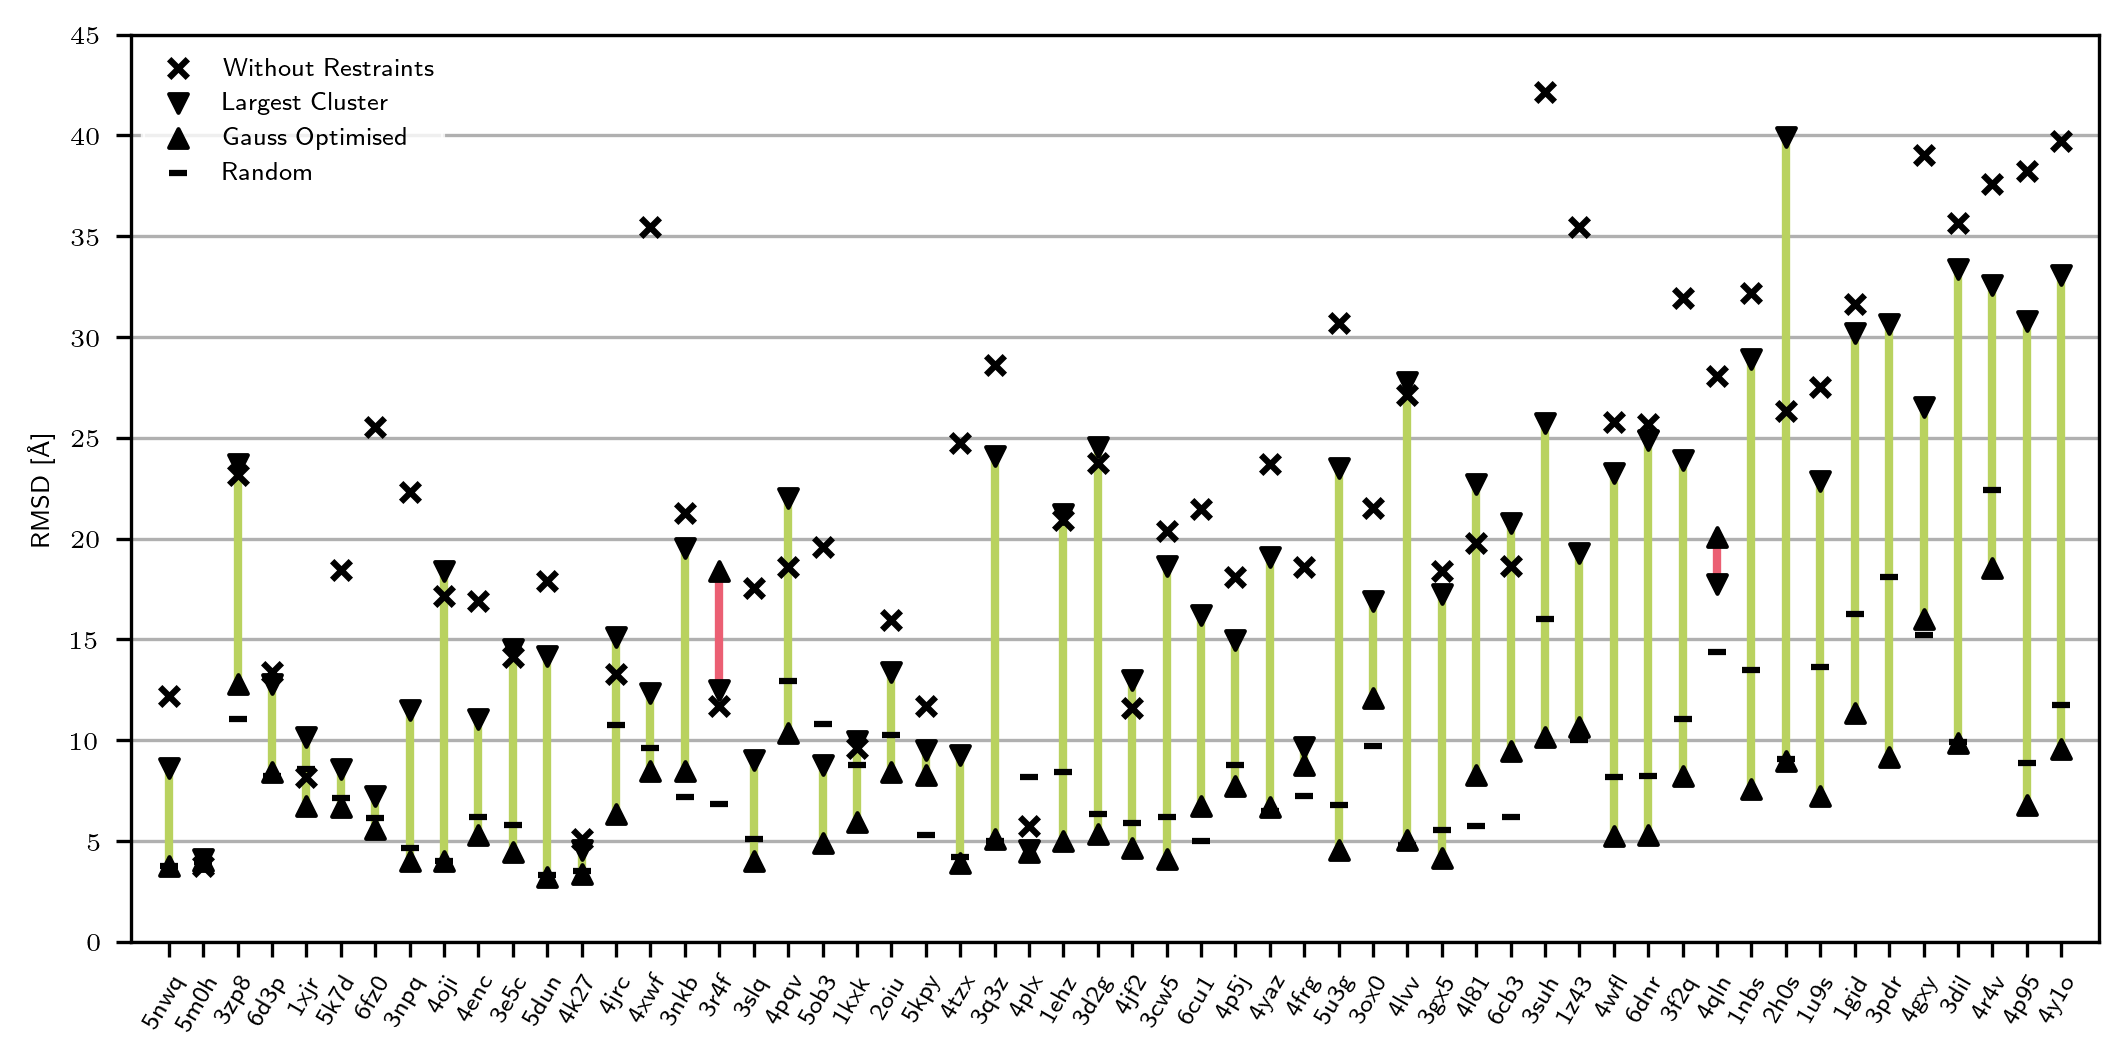 45
40
35
30
25
20
15
10
5
0
RMSD [Å]
Without Restraints
Largest Cluster
Gauss Optimised
Random
5nwq
5m0h
3zp8
6d3p
1xjr
5k7d
6fz0
3npq
4oji
4enc
3e5c
5dun
4k27
4jrc
4xwf
3nkb
3r4f
3slq
4pqv
5ob3
1kxk
2oiu
5kpy
4tzx
3q3z
4plx
1ehz
3d2g
4jf2
3cw5
6cu1
4p5j
4yaz
4frg
5u3g
3ox0
4lvv
3gx5
4l81
6cb3
3suh
1z43
4wfl
6dnr
3f2q
4qln
1nbs
2h0s
1u9s
1gid
3pdr
4gxy
3dil
4r4v
4p95
4y1o